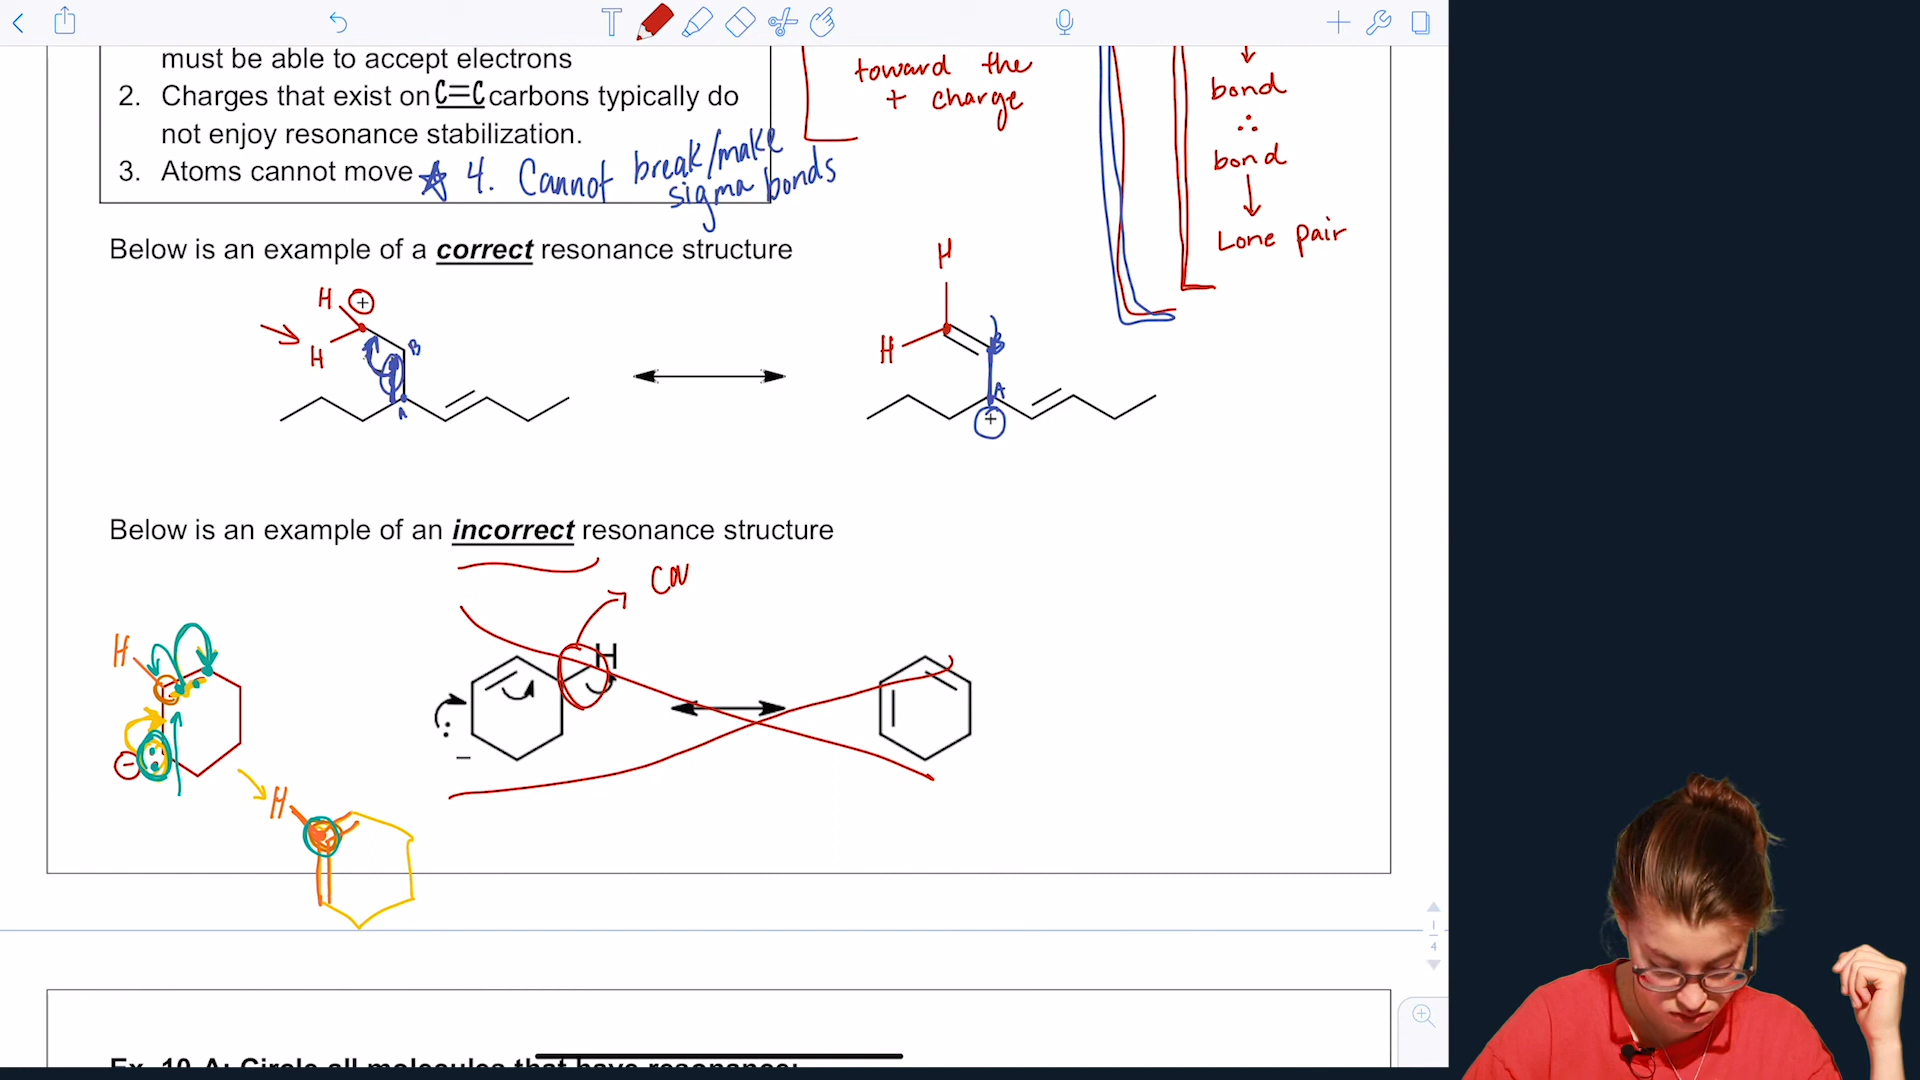 must be able to accept electrons
2. Charges that exist on C=C carbons typically do
not enjoy resonance stabilization.
3. Atoms cannot move ☆ 4. Cannot break/make
sigma bonds
toward the
+ charge
bond
∴
bond
Lone pair
Below is an example of a correct resonance structure
H +
H
B
A
H
H
B
A
+
Below is an example of an incorrect resonance structure
H
−
H
H
−
T
1
4
Ex. 10 A: Circle all molecules that have resonance: